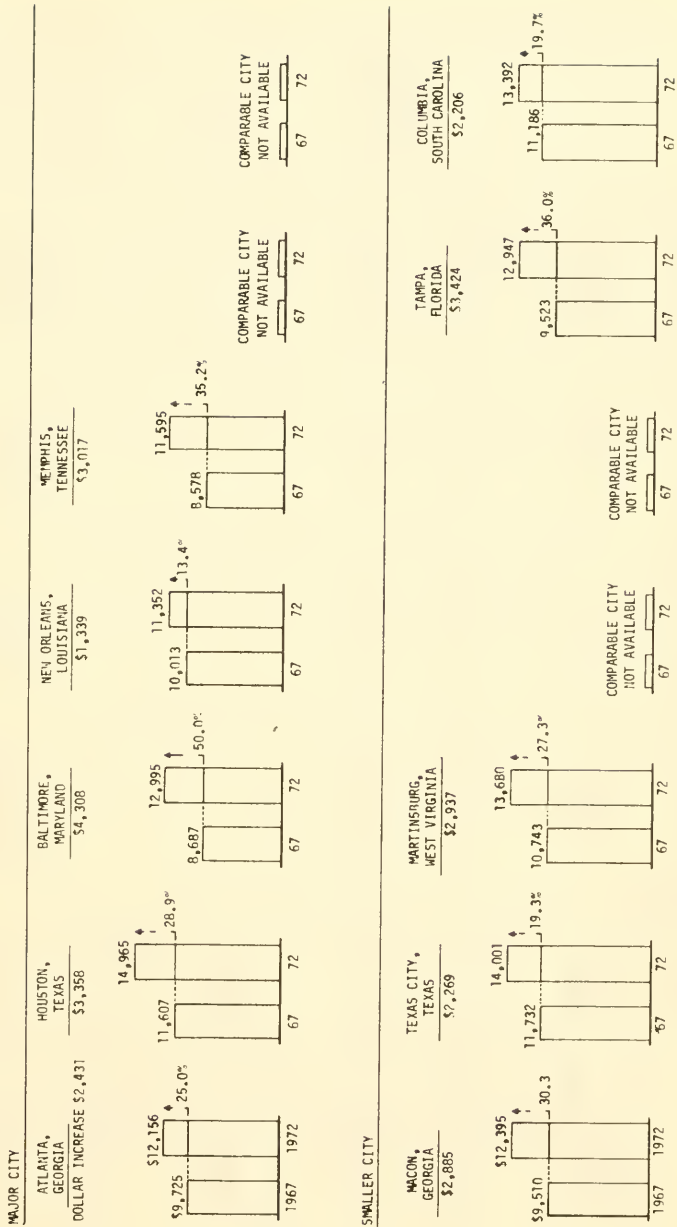 MAJOR CITY
ATLANTA,
GEORGIA
DOLLAR INCREASE $2,431
$9,725
$12,156
25.0%
1967 1972
HOUSTON,
TEXAS
$3,358
11,607
14,965
28.9%
67 72
BALTIMORE,
MARYLAND
$4,308
8,687
12,995
50.0%
67 72
NEW ORLEANS,
LOUISIANA
$1,339
10,013
11,352
13.4%
67 72
MEMPHIS,
TENNESSEE
$3,017
8,578
11,595
35.2%
67 72
COMPARABLE CITY
NOT AVAILABLE
67 72
COMPARABLE CITY
NOT AVAILABLE
67 72
SMALLER CITY
MACON,
GEORGIA
$2,885
$9,510
$12,395
30.3
1967 1972
TEXAS CITY,
TEXAS
$2,269
11,732
14,001
19.3%
67 72
MARTINSBURG,
WEST VIRGINIA
$2,937
10,743
13,680
27.3%
67 72
COMPARABLE CITY
NOT AVAILABLE
67 72
COMPARABLE CITY
NOT AVAILABLE
67 72
TAMPA,
FLORIDA
$3,424
9,523
12,947
36.0%
67 72
COLUMBIA,
SOUTH CAROLINA
$2,206
11,186
13,392
19.7%
67 72